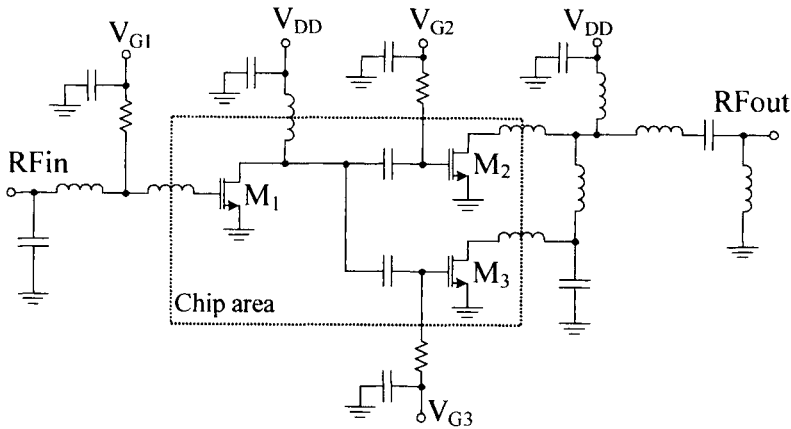 V_G1
V_DD
V_G2
V_DD
RFout
RFin
M_1
M_2
M_3
Chip area
V_G3